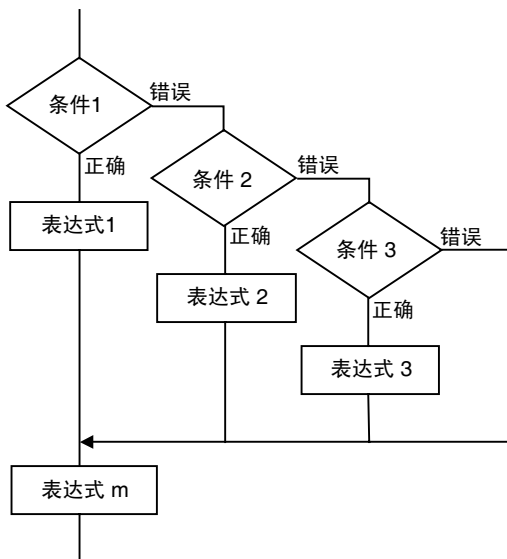 条件1
错误
正确
条件 2
错误
表达式1
正确
条件 3
错误
表达式 2
正确
表达式 3
表达式 m